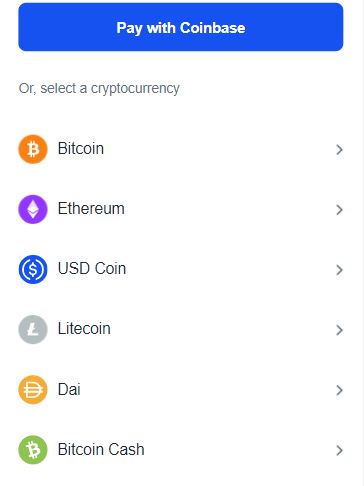 Pay with Coinbase
Or, select a cryptocurrency
Bitcoin
Ethereum
USD Coin
Litecoin
Dai
Bitcoin Cash